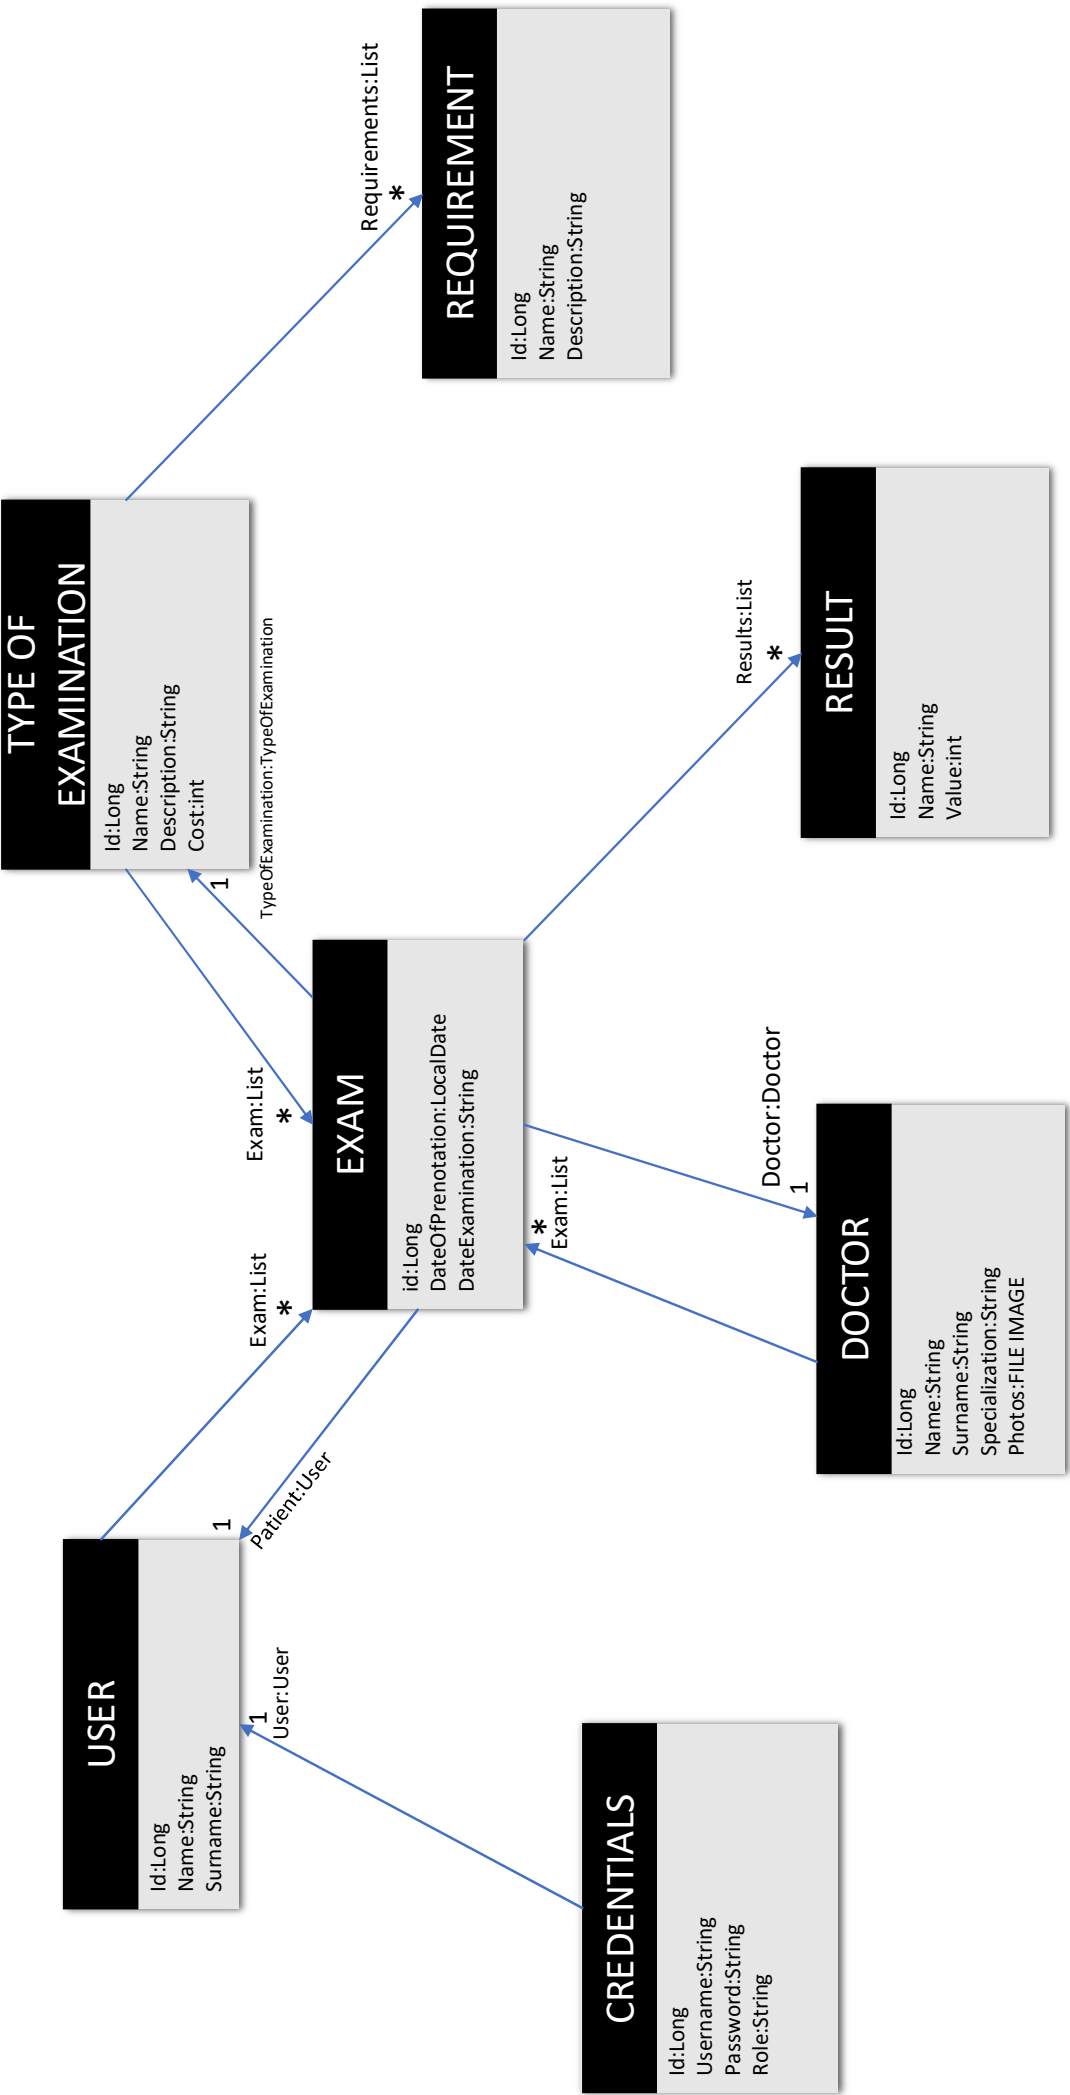 USER
Id:Long
Name:String
Surname:String
Exam:List
*
1
Patient:User
1
User:User
TYPE OF
EXAMINATION
Id:Long
Name:String
Description:String
Cost:int
Exam:List
*
1
TypeOfExamination:TypeOfExamination
Requirements:List
*
EXAM
id:Long
DateOfPrenotation:LocalDate
DateExamination:String
REQUIREMENT
Id:Long
Name:String
Description:String
*
Exam:List
Doctor:Doctor
1
Results:List
*
CREDENTIALS
Id:Long
Username:String
Password:String
Role:String
DOCTOR
Id:Long
Name:String
Surname:String
Specialization:String
Photos:FILE IMAGE
RESULT
Id:Long
Name:String
Value:int